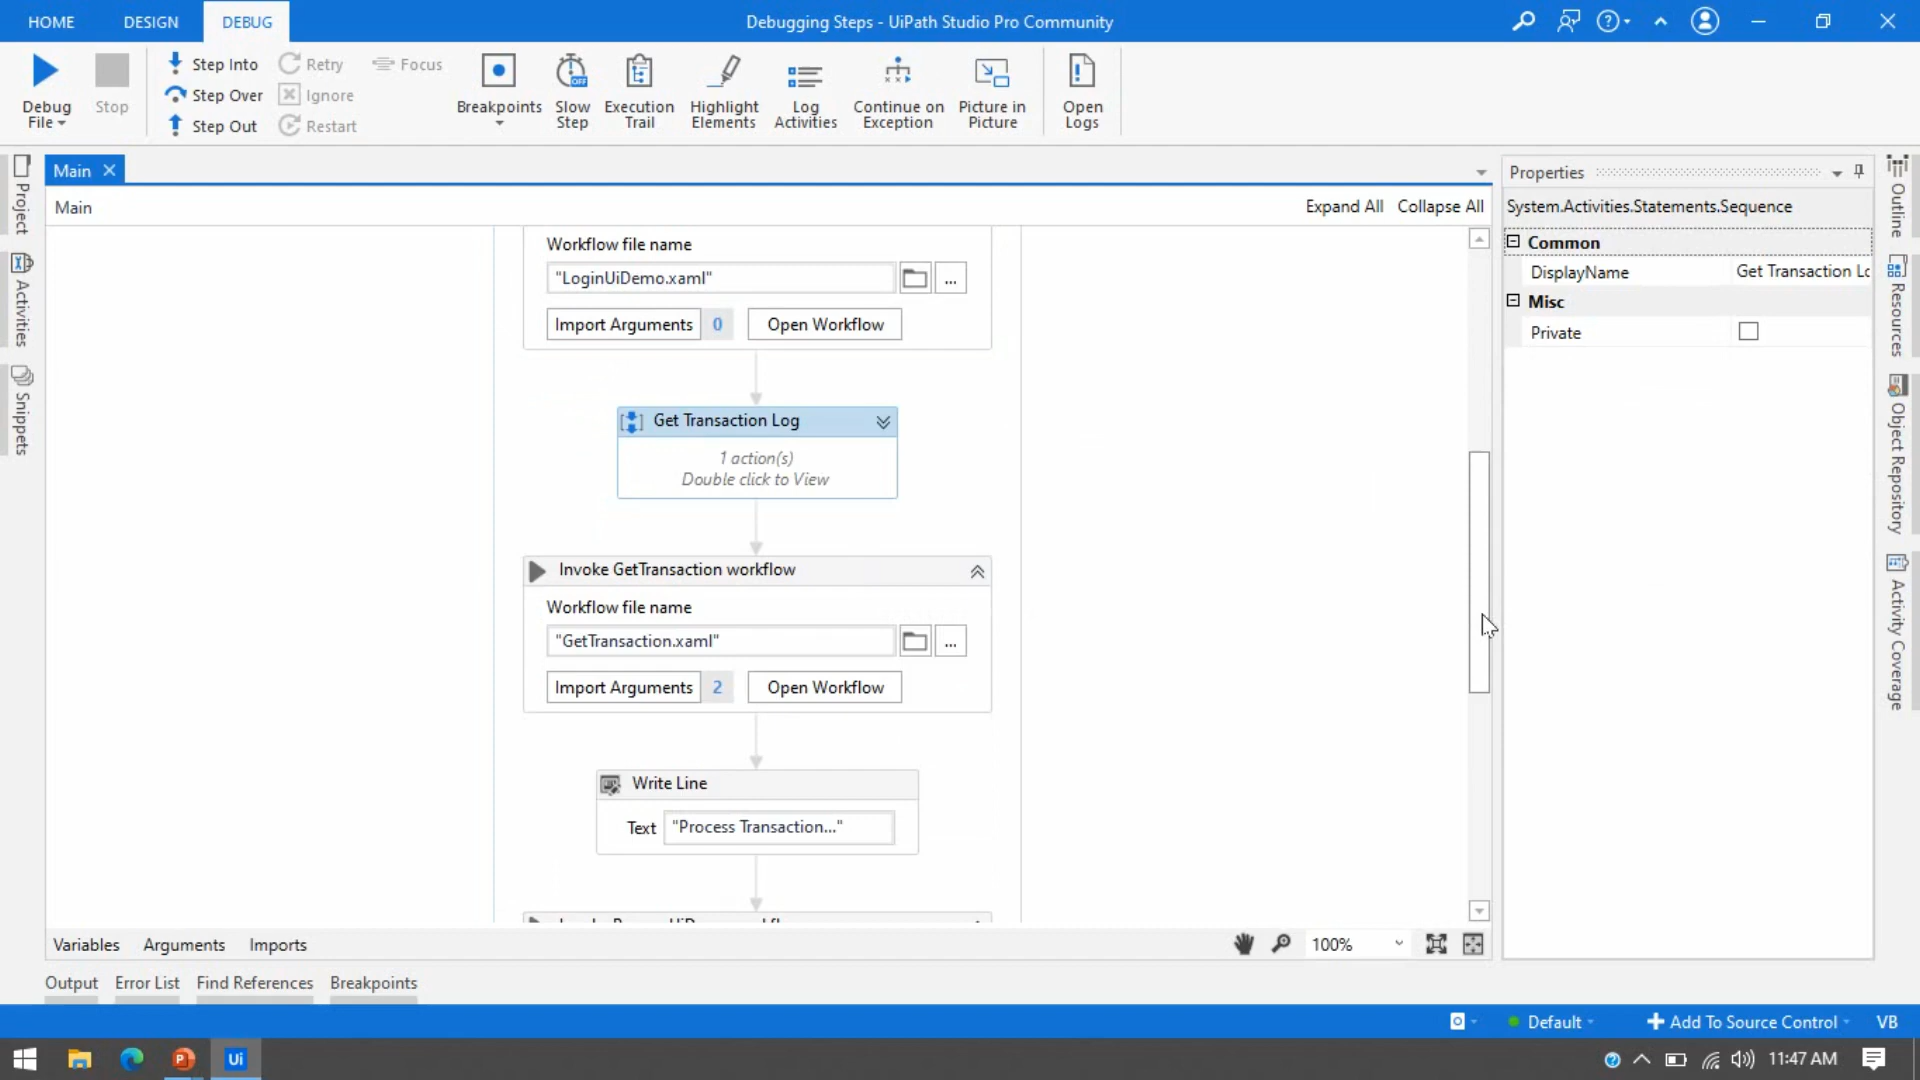 HOME
DESIGN
DEBUG
Debugging Steps - UiPath Studio Pro Community
Debug
File
Stop
Step Into
Step Over
Step Out
Retry
Ignore
Restart
Focus
Breakpoints
Slow
Step
Execution
Trail
Highlight
Elements
Log
Activities
Continue on
Exception
Picture in
Picture
Open
Logs
Project
Activities
Snippets
Main
Main
Expand All
Collapse All
Workflow file name
"LoginUiDemo.xaml"
...
Import Arguments 0
Open Workflow
Get Transaction Log
1 action(s)
Double click to View
Invoke GetTransaction workflow
Workflow file name
"GetTransaction.xaml"
...
Import Arguments 2
Open Workflow
Write Line
Text "Process Transaction..."
Properties
System.Activities.Statements.Sequence
Common
DisplayName Get Transaction Lo
Misc
Private
Outline
Resources
Object Repository
Activity Coverage
Variables
Arguments
Imports
100%
Output
Error List
Find References
Breakpoints
Default
Add To Source Control
VB
Ui
11:47 AM